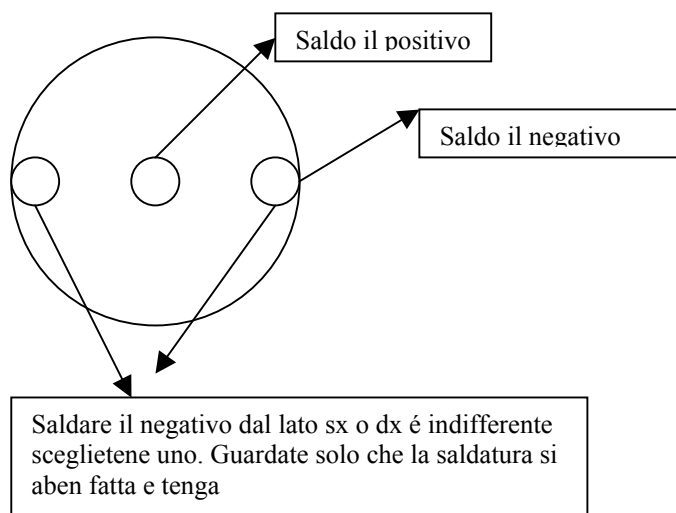 Saldo il positivo
Saldo il negativo
Saldare il negativo dal lato sx o dx é indifferente
sceglietene uno. Guardate solo che la saldatura si
aben fatta e tenga